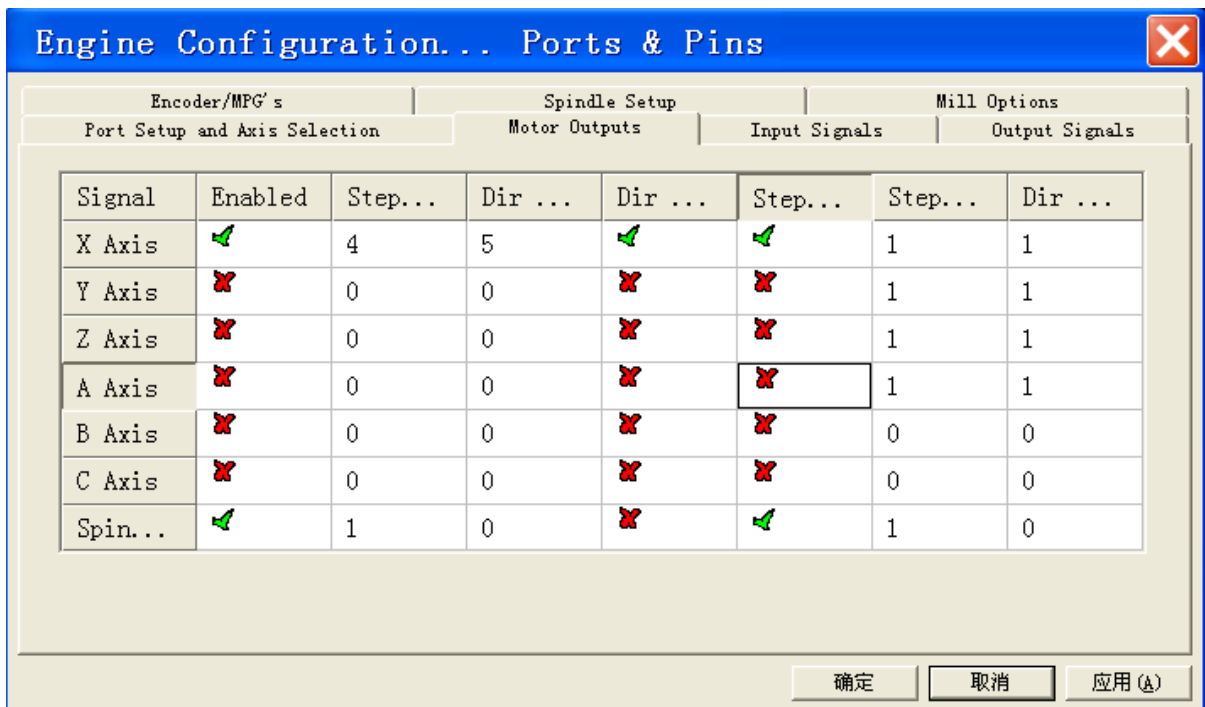 Engine Configuration... Ports & Pins
Encoder/MPG's Spindle Setup Mill Options
Port Setup and Axis Selection Motor Outputs Input Signals Output Signals
Signal Enabled Step... Dir ... Dir ... Step... Step... Dir ...
X Axis 4 5 1 1
Y Axis 0 0 1 1
Z Axis 0 0 1 1
A Axis 0 0 1 1
B Axis 0 0 0 0
C Axis 0 0 0 0
Spin... 1 0 1 0
确定 取消 应用(A)